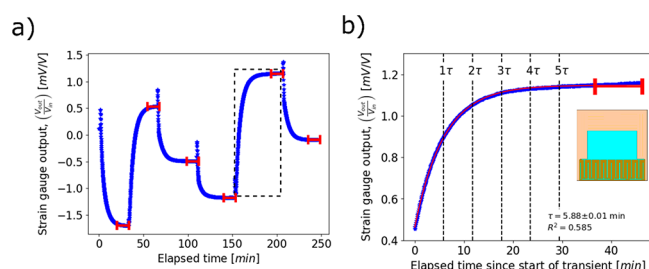 a)
Strain gauge output, (Vout/Vin) [mV/V]
1.5
1.0
0.5
0.0
−0.5
−1.0
−1.5
0
50
100
150
200
250
Elapsed time [min]
b)
Strain gauge output, (Vout/Vin) [mV/V]
1.2
1.0
0.8
0.6
0.4
1τ
2τ
3τ
4τ
5τ
τ = 5.88±0.01 min
R² = 0.585
0
10
20
30
40
Elapsed time since start of transient [min]